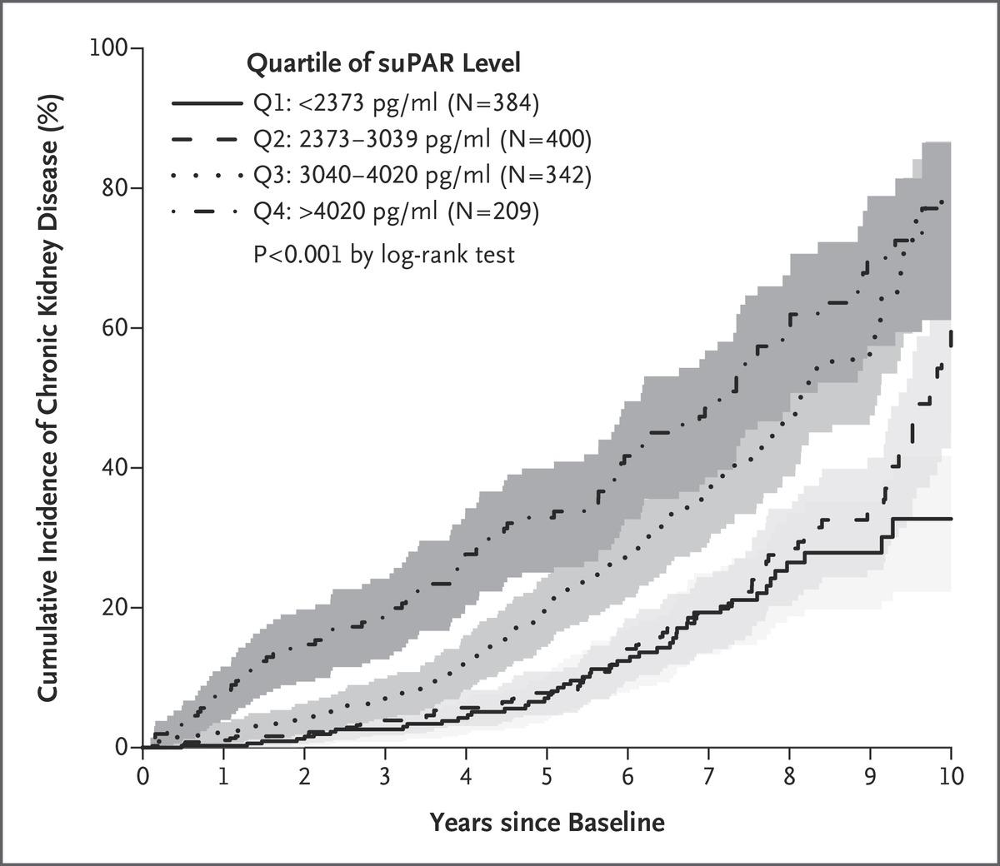 Quartile of suPAR Level
Q1: <2373 pg/ml (N=384)
Q2: 2373–3039 pg/ml (N=400)
Q3: 3040–4020 pg/ml (N=342)
Q4: >4020 pg/ml (N=209)
P<0.001 by log-rank test
Cumulative Incidence of Chronic Kidney Disease (%)
100
80
60
40
20
0
0 1 2 3 4 5 6 7 8 9 10
Years since Baseline